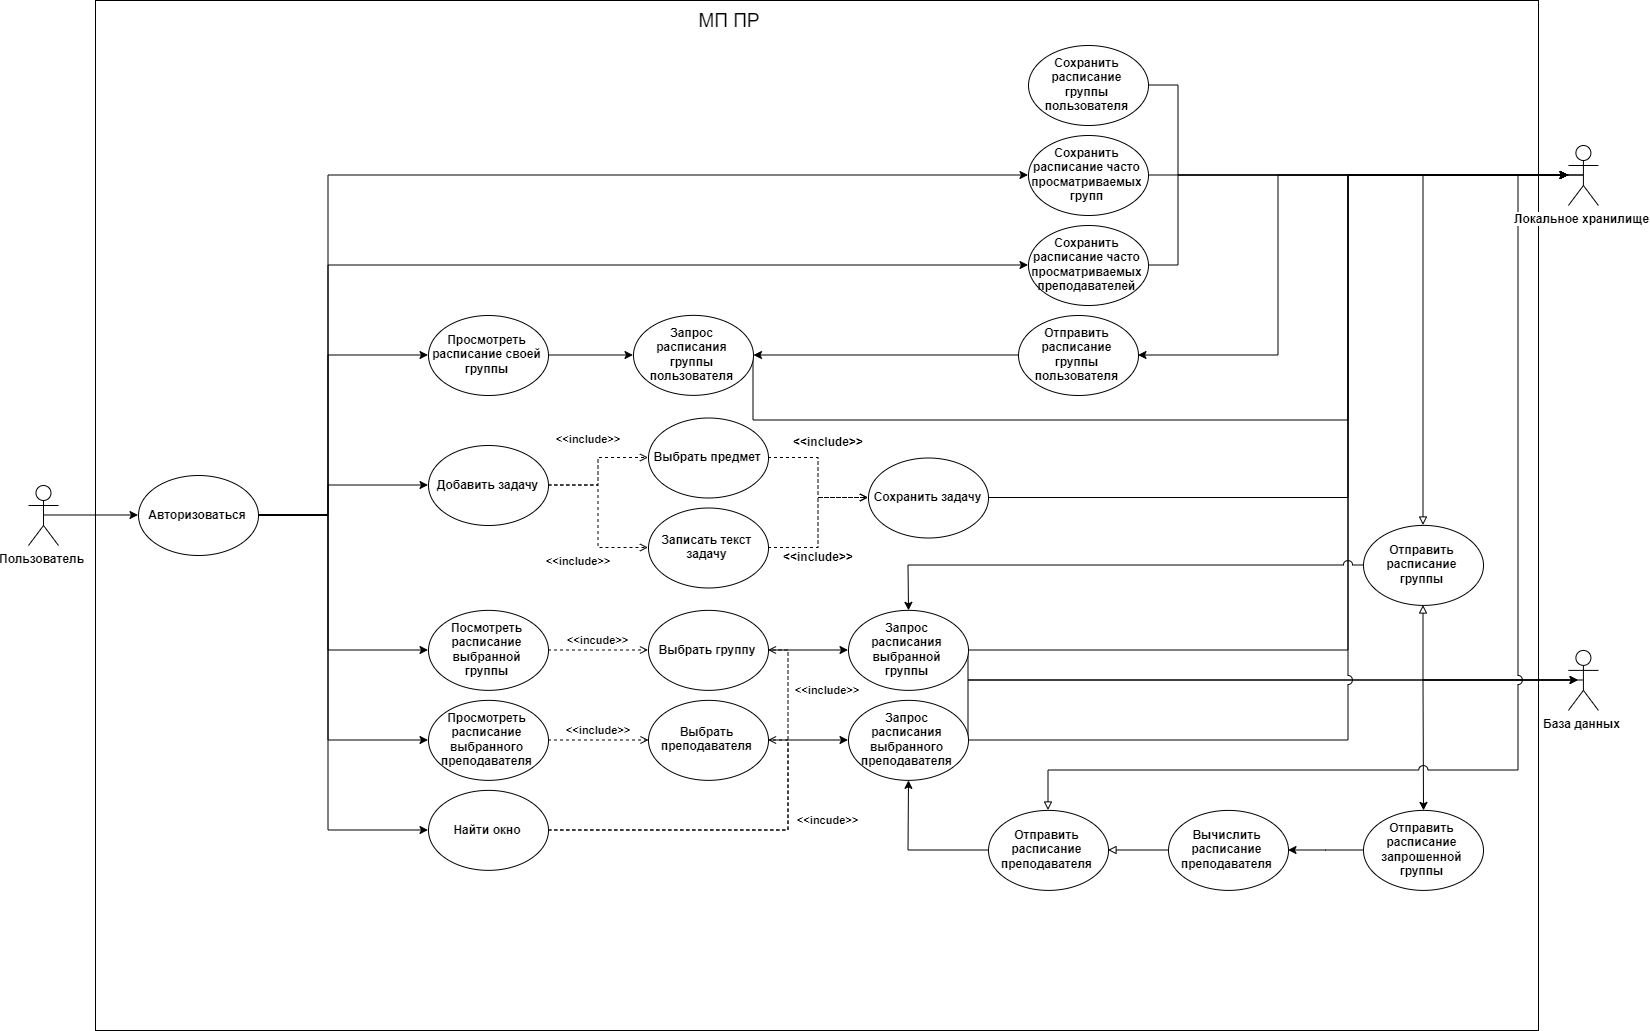 МП ПР
Сохранить
расписание
группы
пользователя
Сохранить
расписание часто
просматриваемых
групп
Локальное хранилище
Сохранить
расписание часто
просматриваемых
преподавателей
Просмотреть
расписание своей
группы
Запрос
расписания
группы
пользователя
Отправить
расписание
группы
пользователя
<<include>>
Выбрать предмет
<<include>>
Добавить задачу
Сохранить задачу
Авторизоваться
Пользователь
<<include>>
Записать текст
задачу
<<include>>
Отправить
расписание
группы
Посмотреть
расписание
выбранной
группы
<<incude>>
Выбрать группу
Запрос
расписания
выбранной
группы
<<include>>
База данных
Просмотреть
расписание
выбранного
преподавателя
<<include>>
Выбрать
преподавателя
Запрос
расписания
выбранного
преподавателя
Найти окно
<<incude>>
Отправить
расписание
преподавателя
Вычислить
расписание
преподавателя
Отправить
расписание
запрошенной
группы